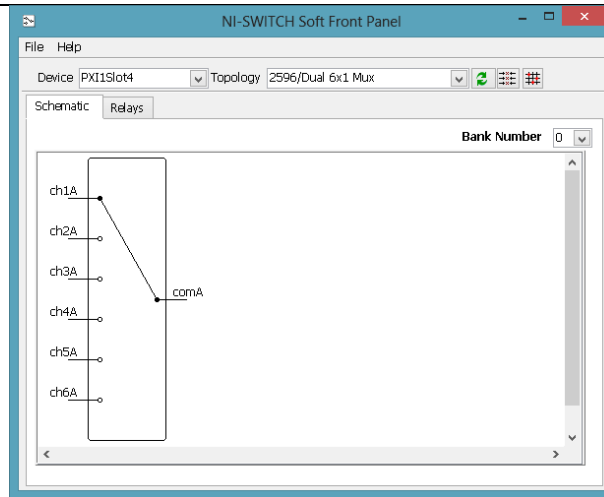 NI-SWITCH Soft Front Panel
File Help
Device PXI1Slot4 Topology 2596/Dual 6x1 Mux
Schematic Relays
Bank Number 0
ch1A
ch2A
ch3A
comA
ch4A
ch5A
ch6A